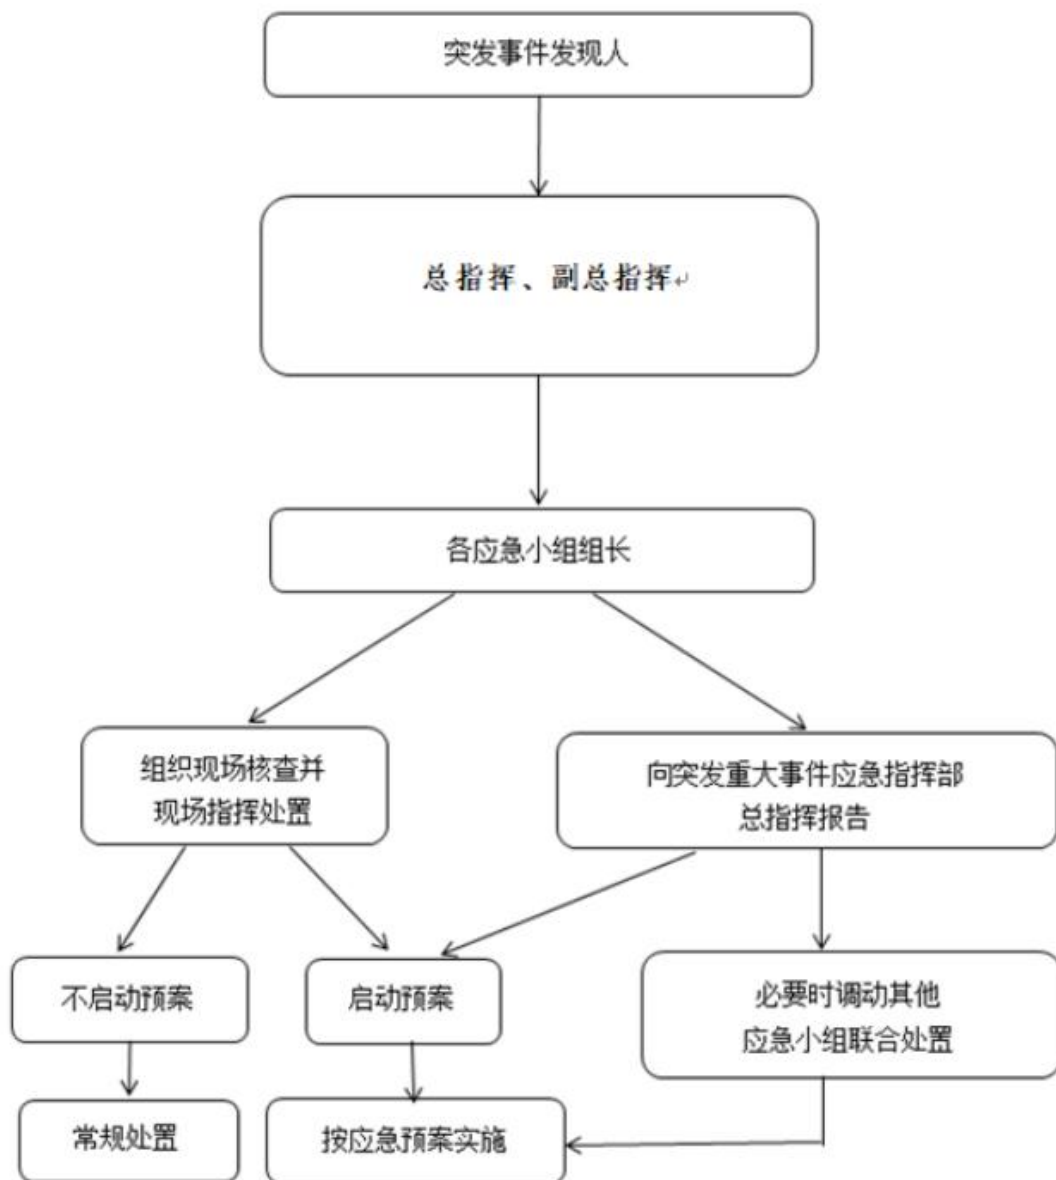 突发事件发现人
总指挥、副总指挥↵
各应急小组组长
组织现场核查并
现场指挥处置
向突发重大事件应急指挥部
总指挥报告
不启动预案
启动预案
必要时调动其他
应急小组联合处置
常规处置
按应急预案实施